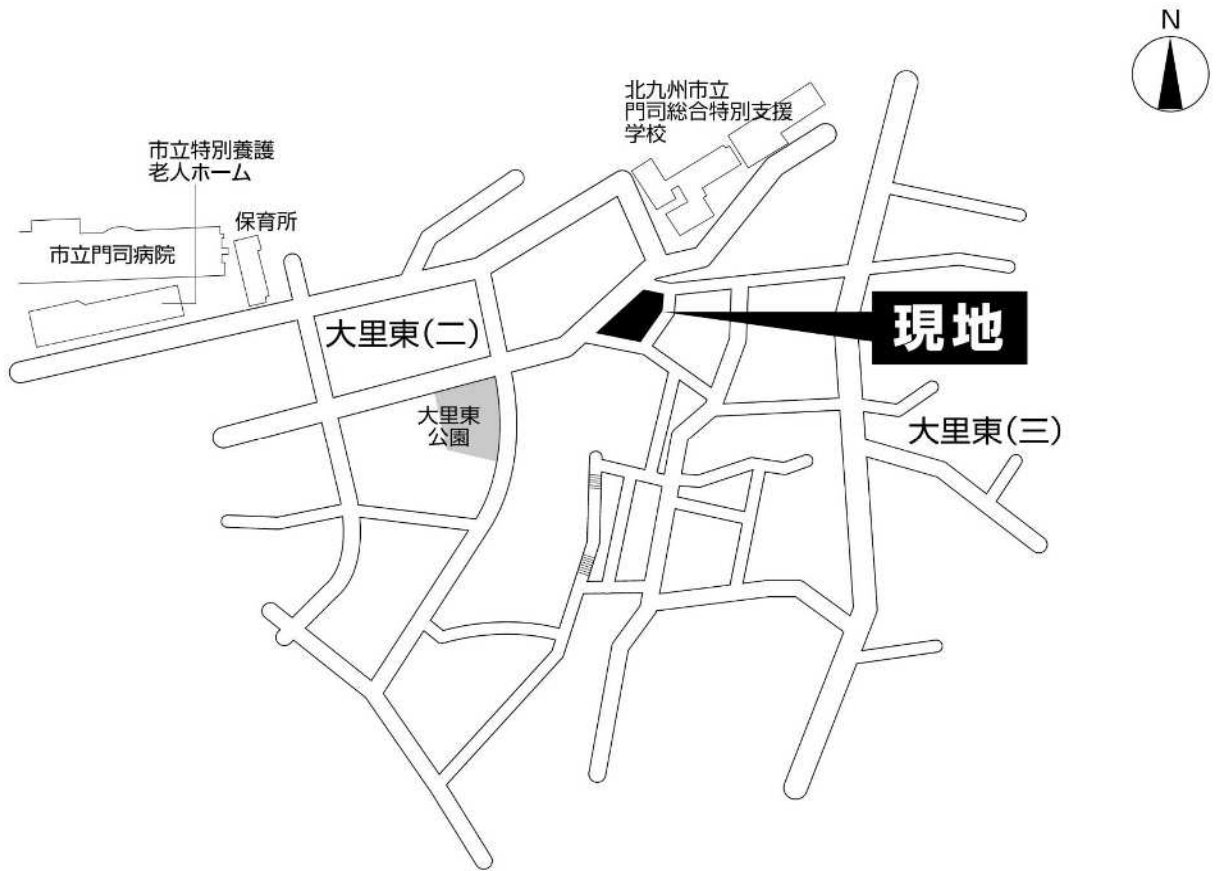 N
北九州市立
門司総合特別支援
学校
市立特別養護
老人ホーム
保育所
市立門司病院
大里東(二)
現地
大里東
公園
大里東(三)